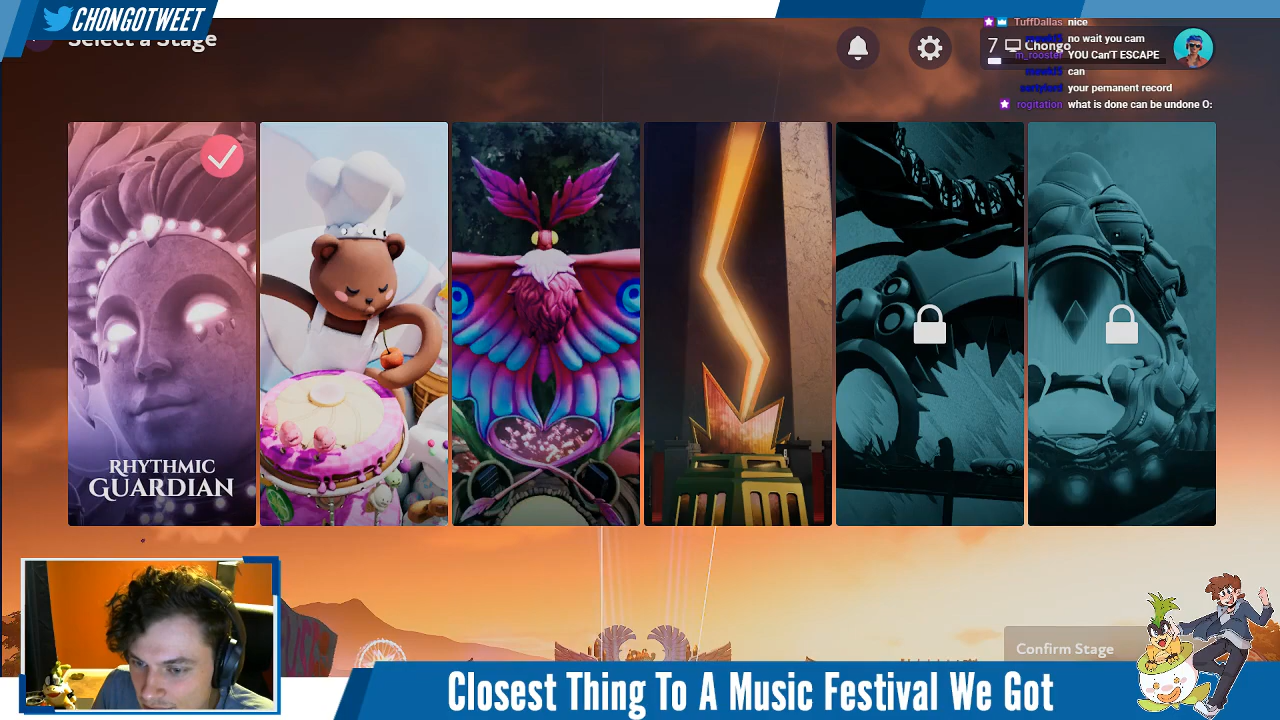 CHONGOTWEET
Select a Stage
TuffDallas nice
no wait you cam
7 Chongo
m_rooster YOU Can'T ESCAPE
can
your pemanent record
rogitation what is done can be undone O:
RHYTHMIC
GUARDIAN
Confirm Stage
Closest Thing To A Music Festival We Got